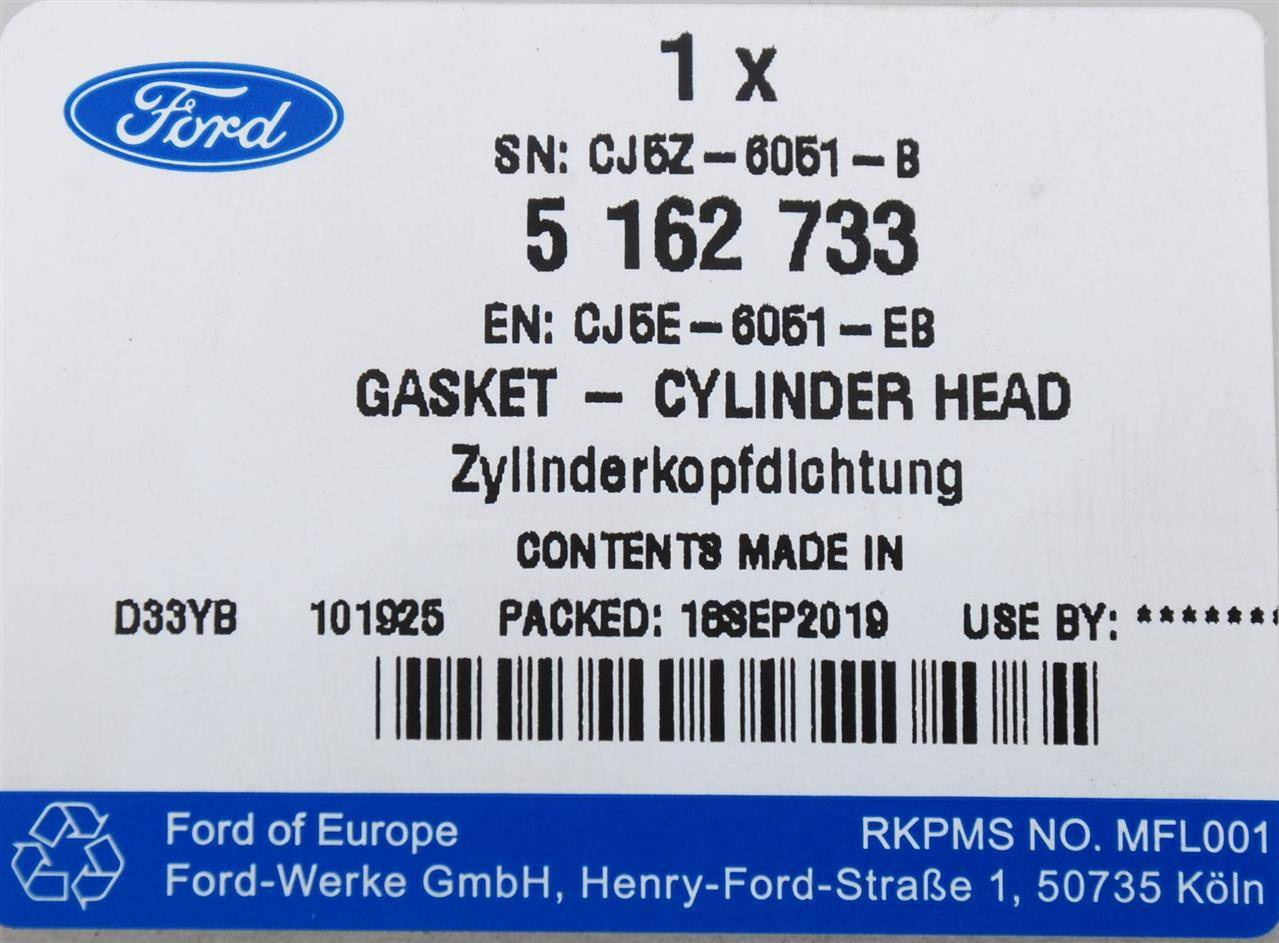 Ford
1 x
SN: CJ5Z-6051-B
5 162 733
EN: CJ5E-6051-EB
GASKET - CYLINDER HEAD
Zylinderkopfdichtung
CONTENTS MADE IN
D33YB 101925 PACKED: SEP2019 USE BY: *******
Ford of Europe
RKPMS NO. MFL001
Ford-Werke GmbH, Henry-Ford-Straße 1, 50735 Köln